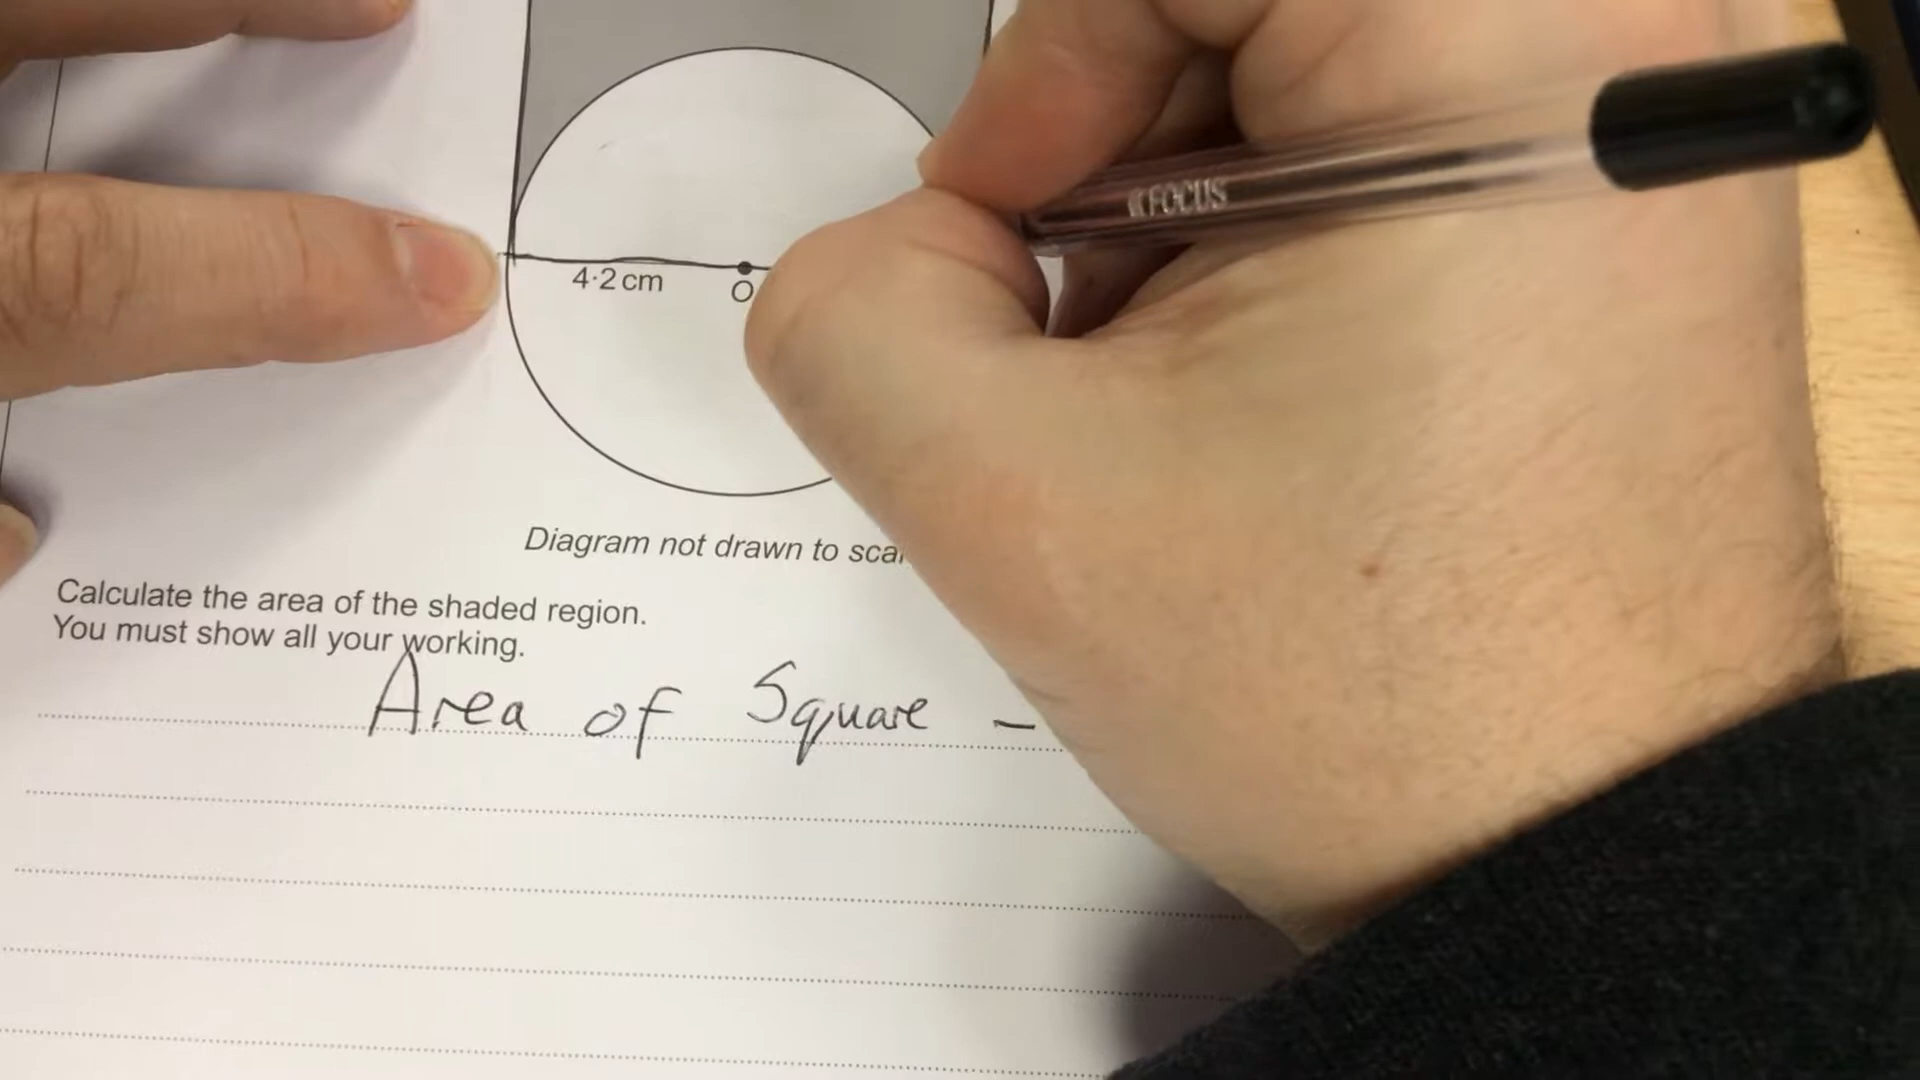 FOCUS
4·2 cm
O
Diagram not drawn to
Calculate the area of the shaded region.
You must show all your working.
Area of Square -